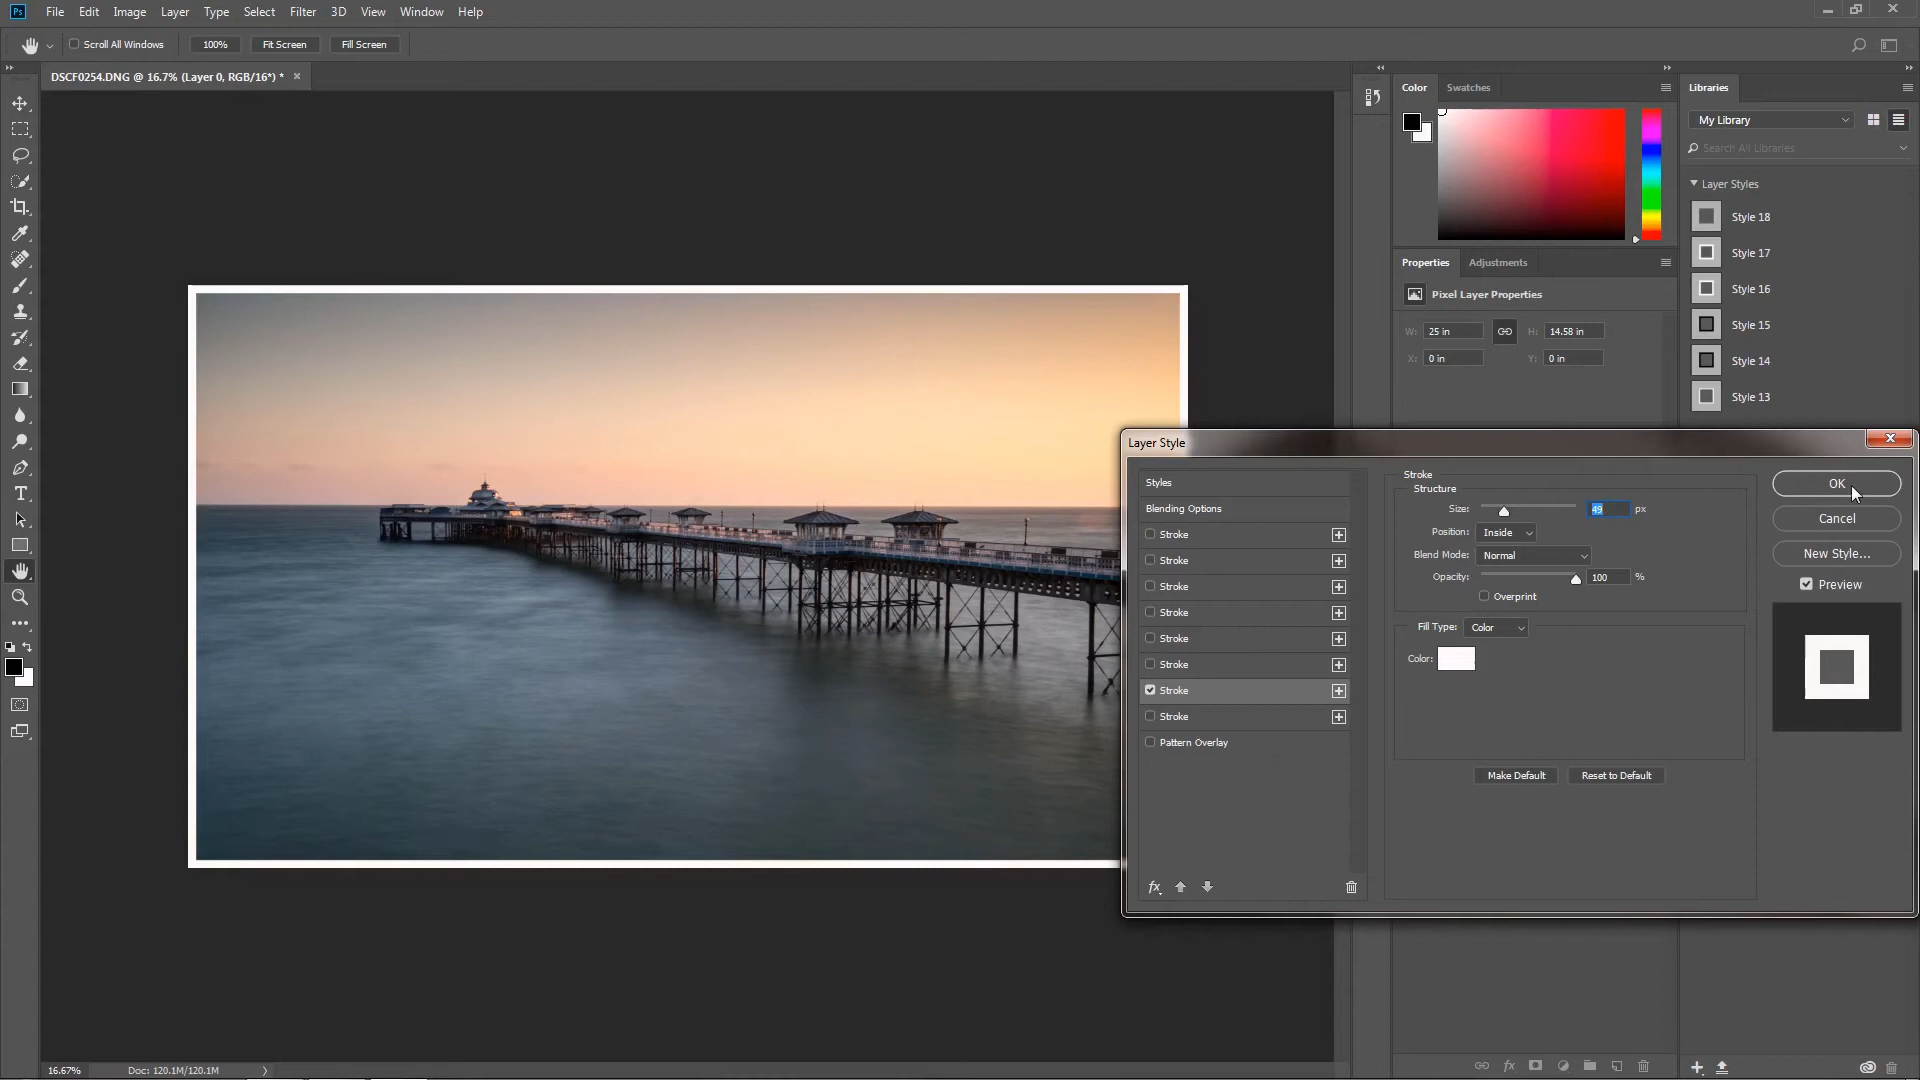 Ps File Edit Image Layer Type Select Filter 3D View Window Help
Scroll All Windows 100% Fit Screen Fill Screen
DSCF0254.DNG @ 16.7% (Layer 0, RGB/16*) *
Color Swatches
Libraries
My Library
Search All Libraries
Layer Styles
Style 18
Style 17
Style 16
Style 15
Style 14
Style 13
Properties Adjustments
Pixel Layer Properties
W: 25 in H: 14.58 in
X: 0 in Y: 0 in
Layer Style
Styles
Blending Options
Stroke
Stroke
Stroke
Stroke
Stroke
Stroke
Stroke
Stroke
Pattern Overlay
fx
Stroke
Structure
Size: 49 px
Position: Inside
Blend Mode: Normal
Opacity: 100 %
Overprint
Fill Type: Color
Color:
Make Default Reset to Default
OK
Cancel
New Style...
Preview
T
16.67% Doc: 120.1M/120.1M
fx